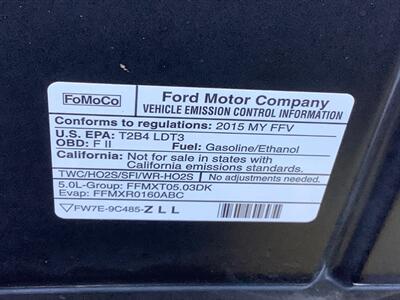 FoMoCo
Ford Motor Company
VEHICLE EMISSION CONTROL INFORMATION
Conforms to regulations: 2015 MY FFV
U.S. EPA: T2B4 LDT3
OBD: F II Fuel: Gasoline/Ethanol
California: Not for sale in states with
California emissions standards.
TWC/HO2S/SFI/WR-HO2S No adjustments needed.
5.0L-Group: FFMXT05.03DK
Evap: FFMXR0160ABC
FW7E-9C485-ZLL